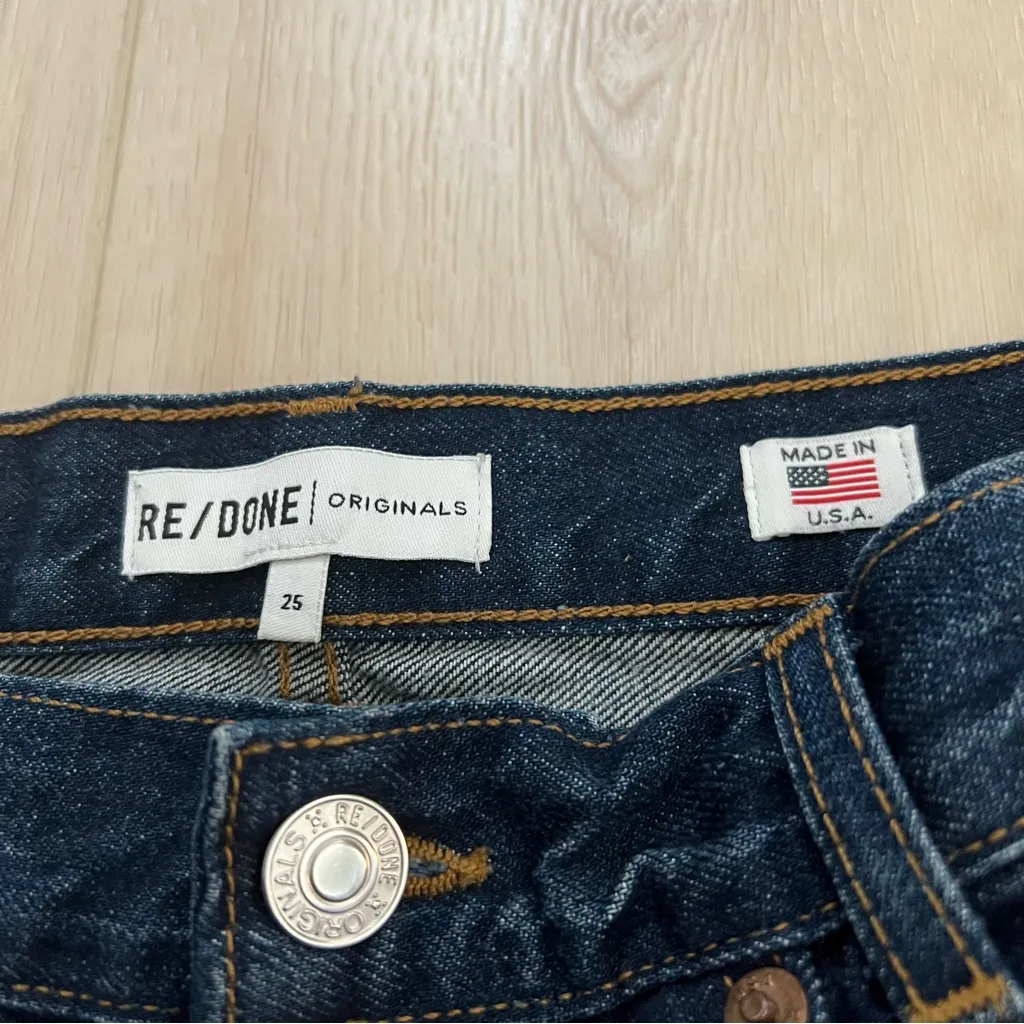 RE/DONE | ORIGINALS
MADE IN
U.S.A.
25
RE/DONE
ORIGINALS